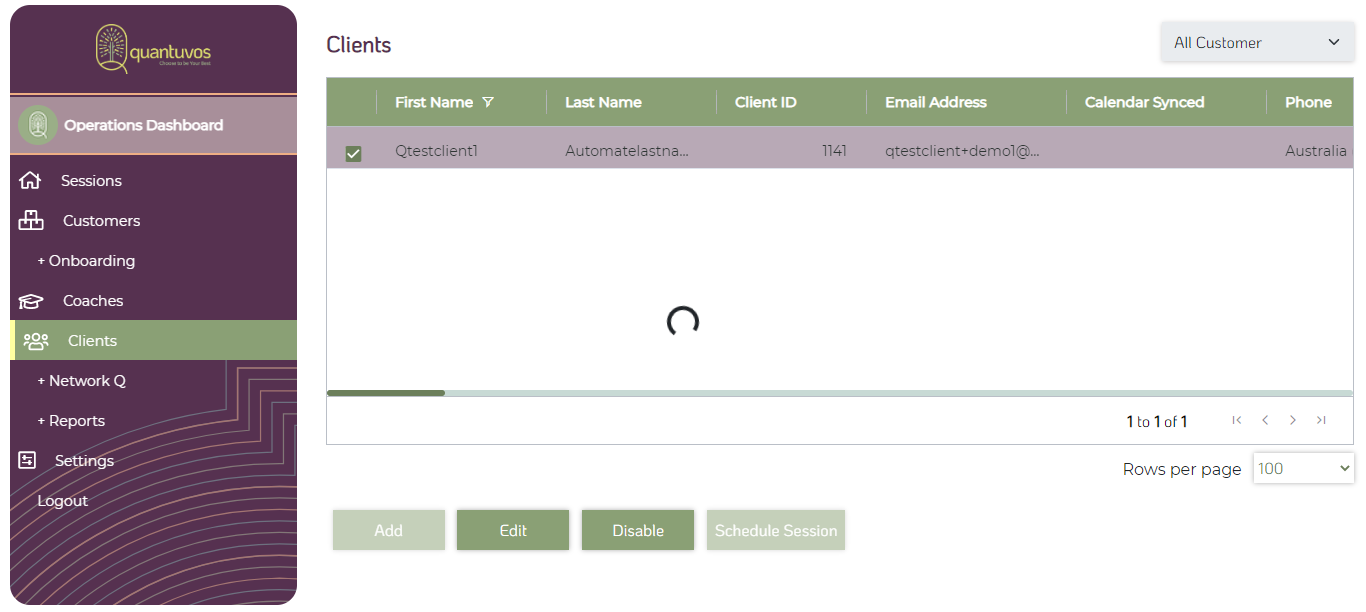 quantuvos
Choose to be Your Best
Operations Dashboard
Sessions
Customers
+ Onboarding
Coaches
Clients
+ Network Q
+ Reports
Settings
Logout
Clients
All Customer
First Name Last Name Client ID Email Address Calendar Synced Phone
Qtestclient1 Automatelastna... 1141 qtestclient+demo1@... Australia
1 to 1 of 1
Rows per page 100
Add Edit Disable Schedule Session